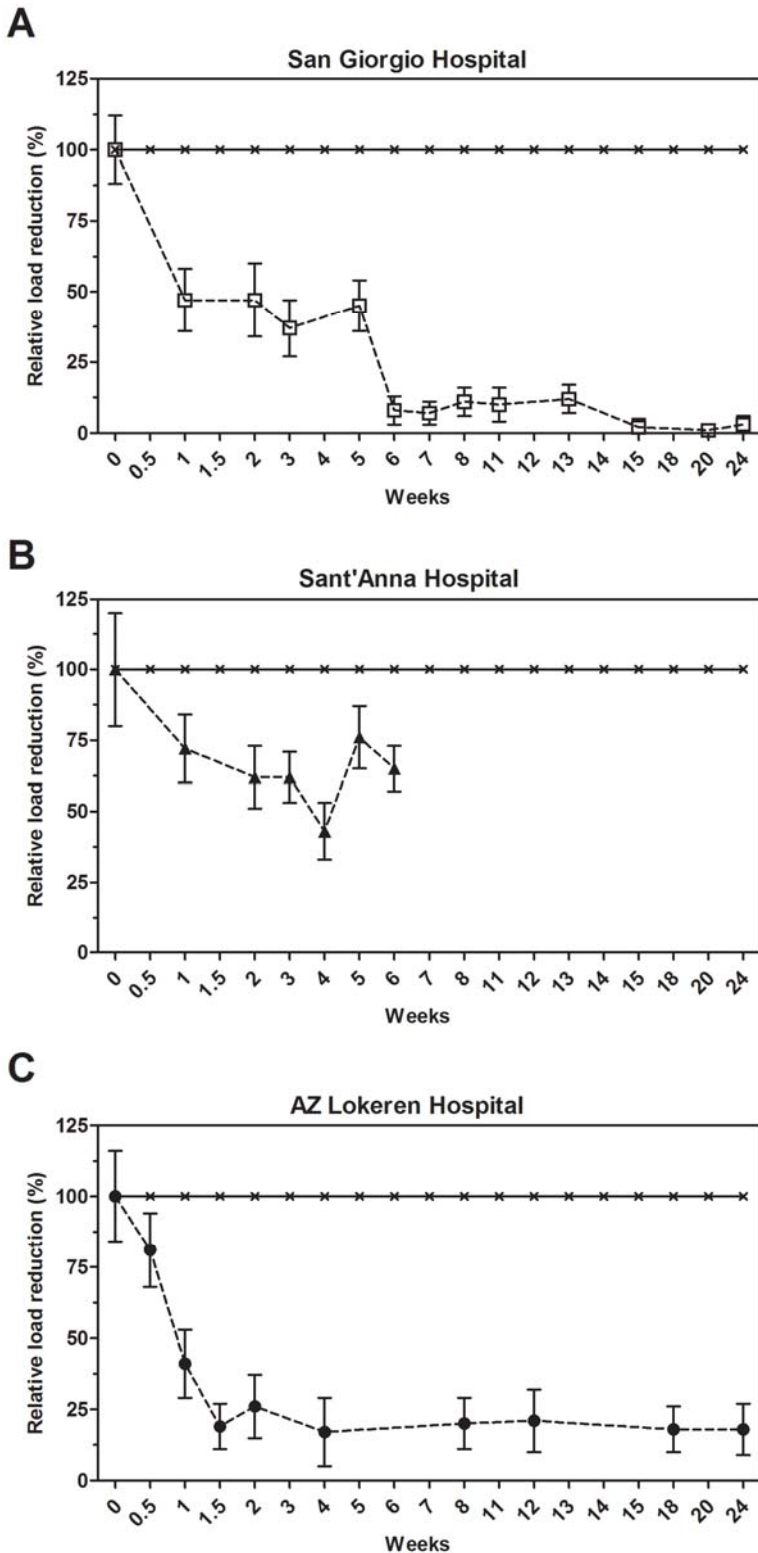 A
San Giorgio Hospital
Relative load reduction (%)
125
100
75
50
25
0
0 0.5 1 1.5 2 3 4 5 6 7 8 11 12 13 14 15 18 20 24
Weeks
B
Sant'Anna Hospital
Relative load reduction (%)
125
100
75
50
25
0
0 0.5 1 1.5 2 3 4 5 6 7 8 11 12 13 14 15 18 20 24
Weeks
C
AZ Lokeren Hospital
Relative load reduction (%)
125
100
75
50
25
0
0 0.5 1 1.5 2 3 4 5 6 7 8 11 12 13 14 15 18 20 24
Weeks